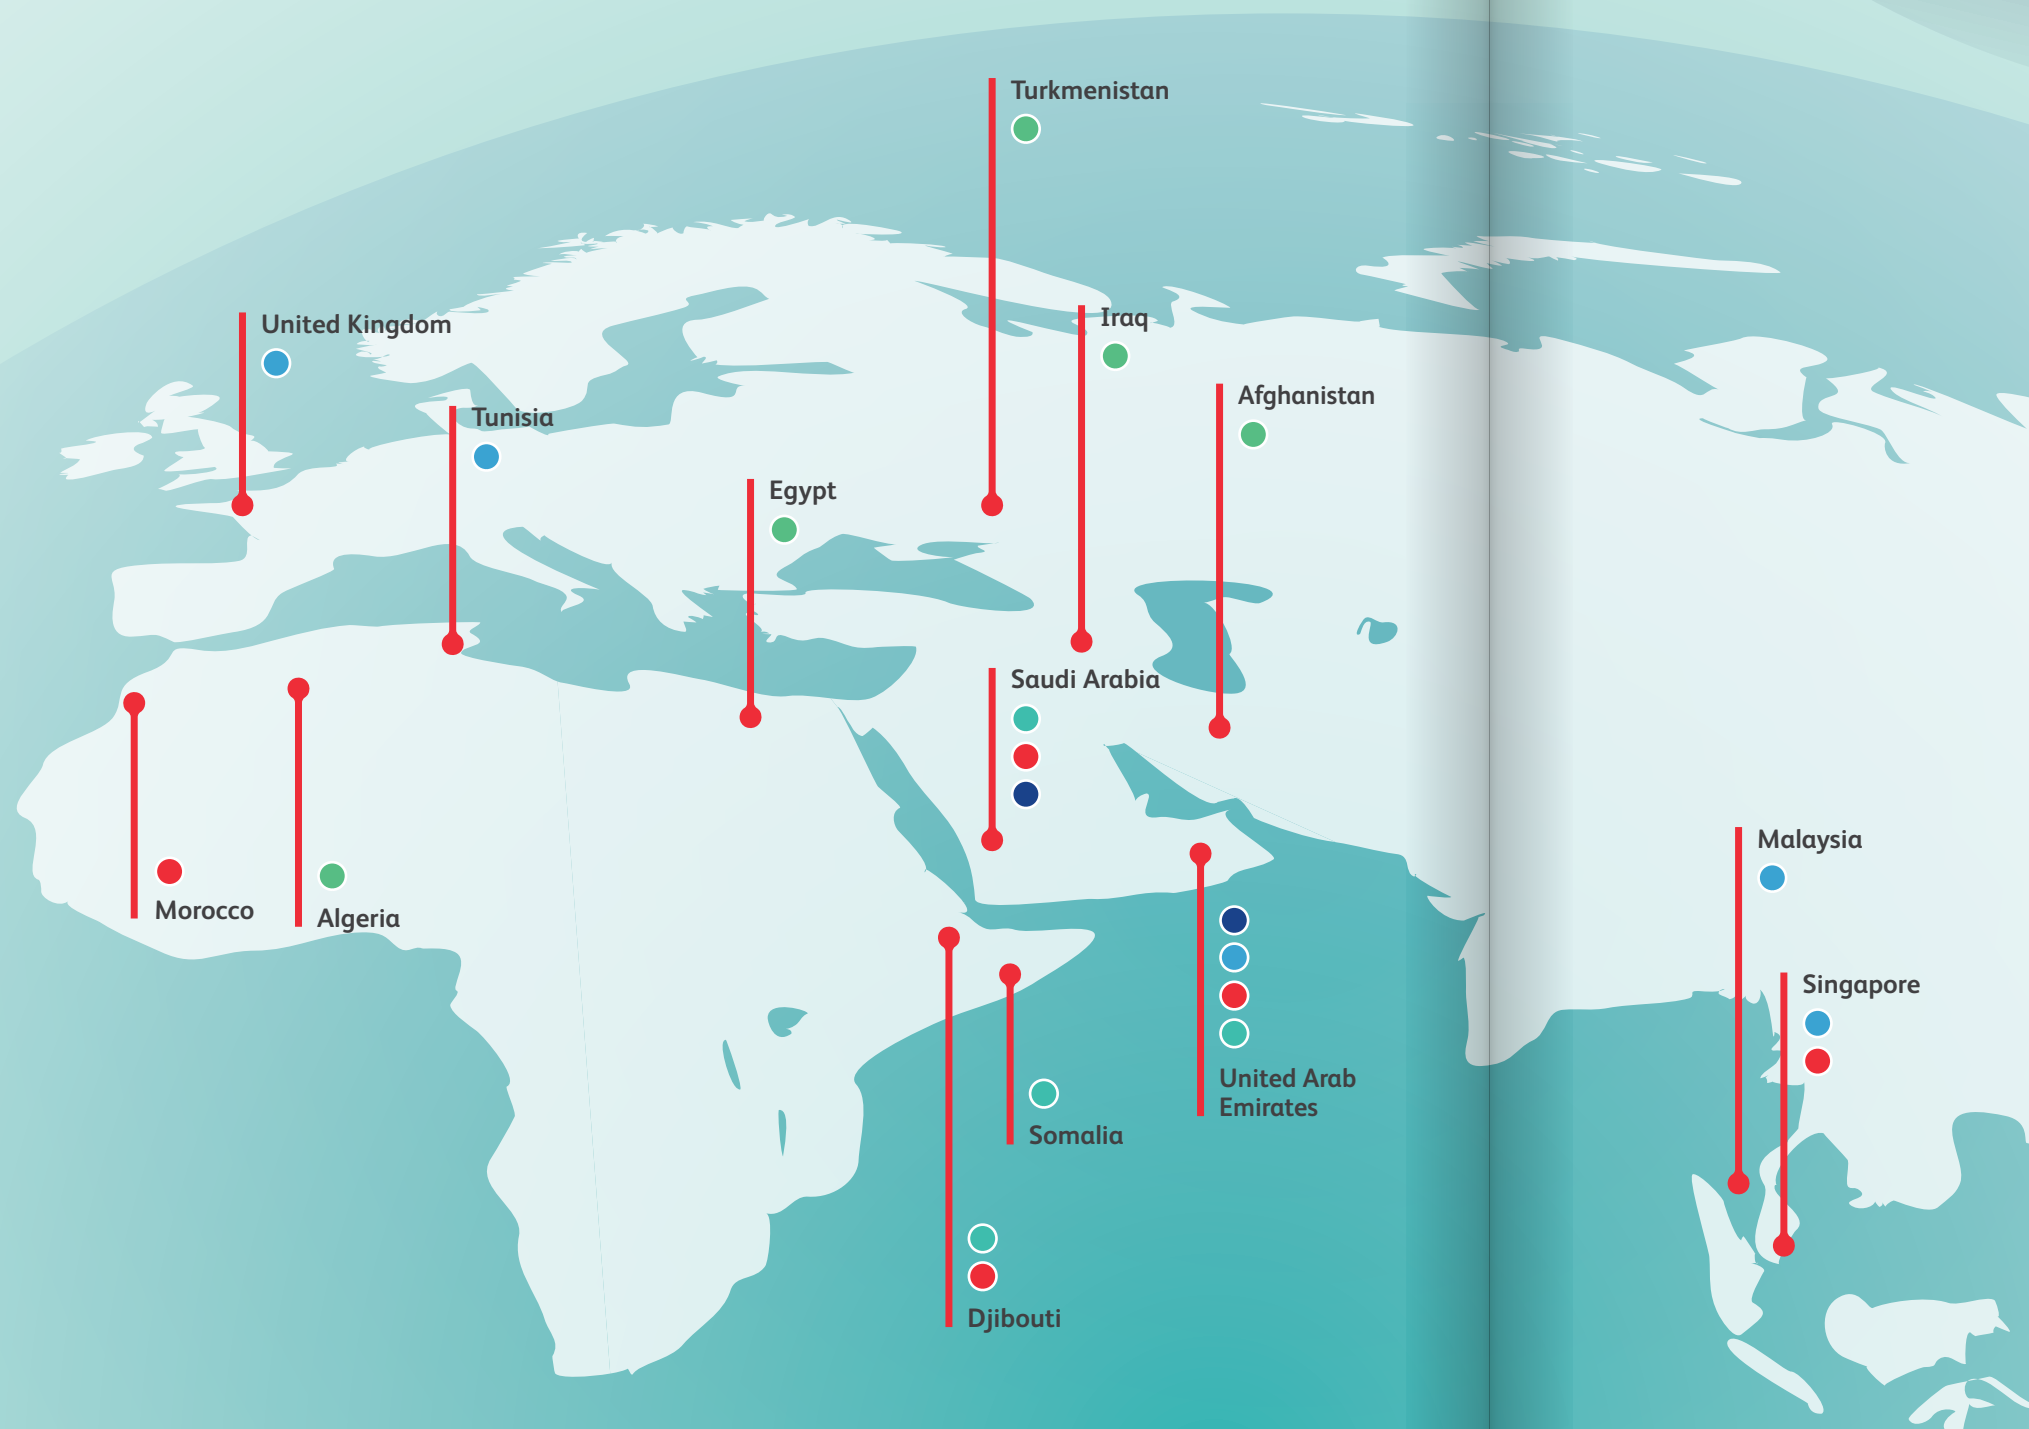 Turkmenistan
United Kingdom
Iraq
Afghanistan
Tunisia
Egypt
Saudi Arabia
Malaysia
Morocco
Algeria
Singapore
United Arab
Emirates
Somalia
Djibouti